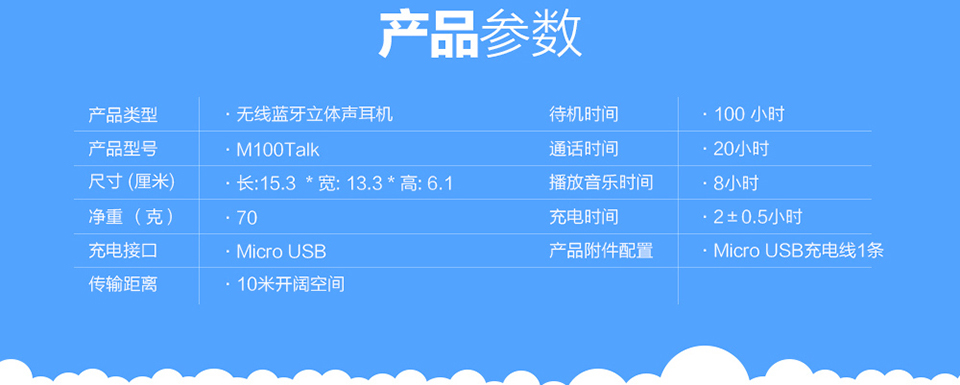 产品参数
产品类型 · 无线蓝牙立体声耳机 待机时间 · 100 小时
产品型号 · M100Talk 通话时间 · 20小时
尺寸 (厘米) · 长:15.3 * 宽: 13.3 * 高: 6.1 播放音乐时间 · 8小时
净重 （ 克 ） · 70 充电时间 · 2±0.5小时
充电接口 · Micro USB 产品附件配置 · Micro USB充电线1条
传输距离 · 10米开阔空间